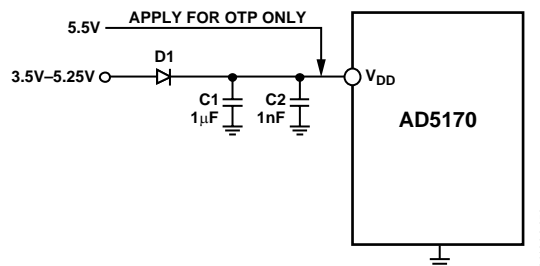 APPLY FOR OTP ONLY
5.5V
D1
3.5V–5.25V
VDD
C1
1μF
C2
1nF
AD5170